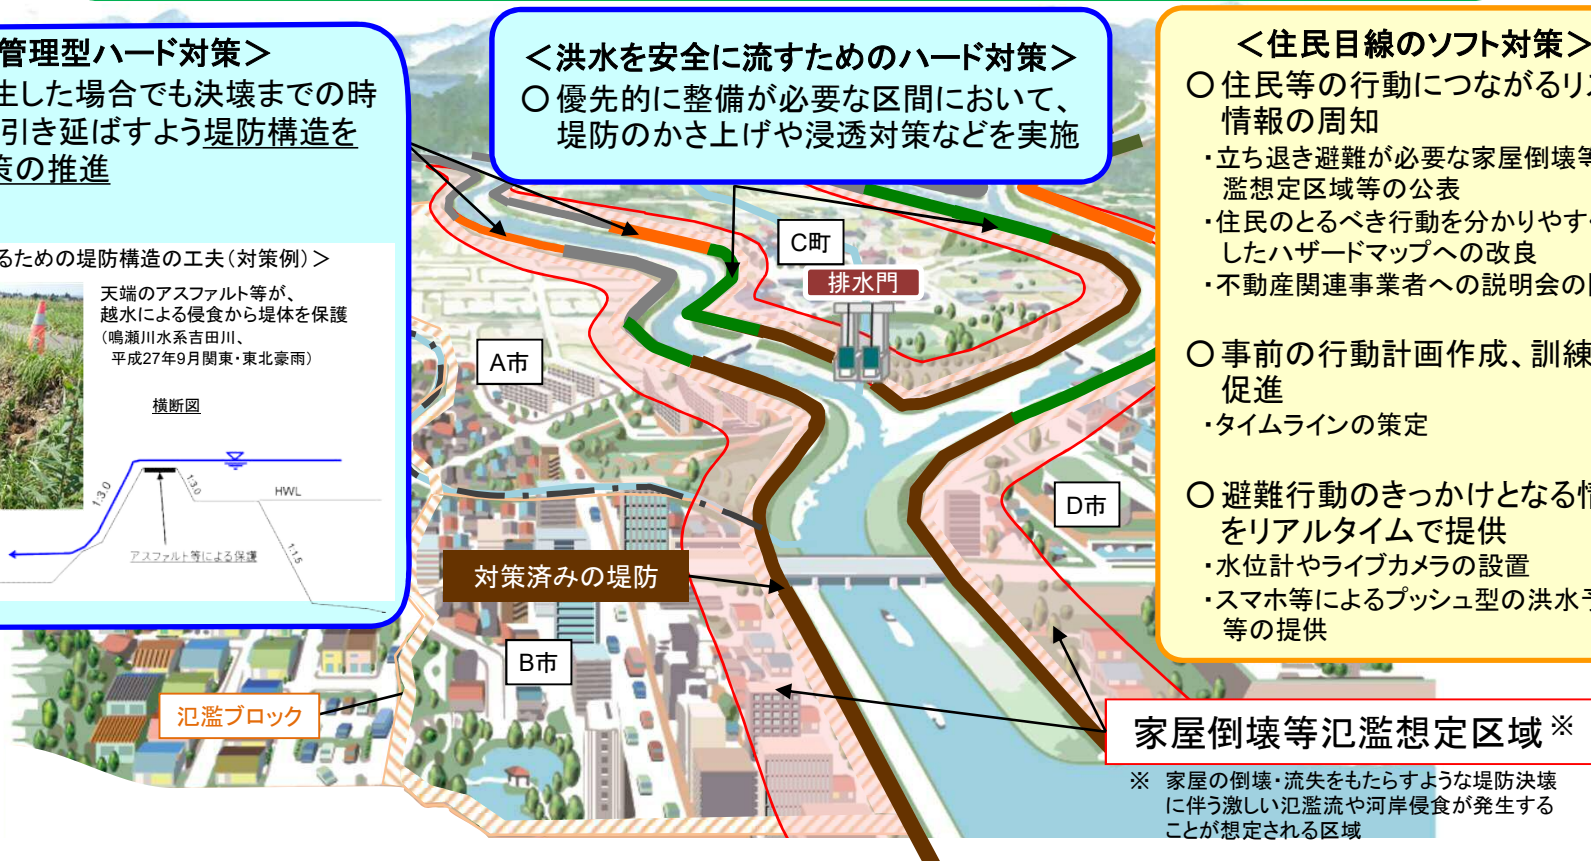 管理型ハード対策＞
生した場合でも決壊までの時
引き延ばすよう堤防構造を
策の推進
るための堤防構造の工夫（対策例）＞
天端のアスファルト等が、
越水による侵食から堤体を保護
（鳴瀬川水系吉田川、
平成27年9月関東・東北豪雨）
横断図
1:3.0
1:3.0
HWL
1:1.5
アスファルト等による保護
＜洪水を安全に流すためのハード対策＞
○優先的に整備が必要な区間において、
堤防のかさ上げや浸透対策などを実施
C町
排水門
A市
D市
対策済みの堤防
B市
氾濫ブロック
＜住民目線のソフト対策＞
○住民等の行動につながるリス
情報の周知
・立ち退き避難が必要な家屋倒壊等
濫想定区域等の公表
・住民のとるべき行動を分かりやす
したハザードマップへの改良
・不動産関連事業者への説明会の
○事前の行動計画作成、訓練
促進
・タイムラインの策定
○避難行動のきっかけとなる情
をリアルタイムで提供
・水位計やライブカメラの設置
・スマホ等によるプッシュ型の洪水予
等の提供
家屋倒壊等氾濫想定区域※
※ 家屋の倒壊・流失をもたらすような堤防決壊
に伴う激しい氾濫流や河岸侵食が発生する
ことが想定される区域